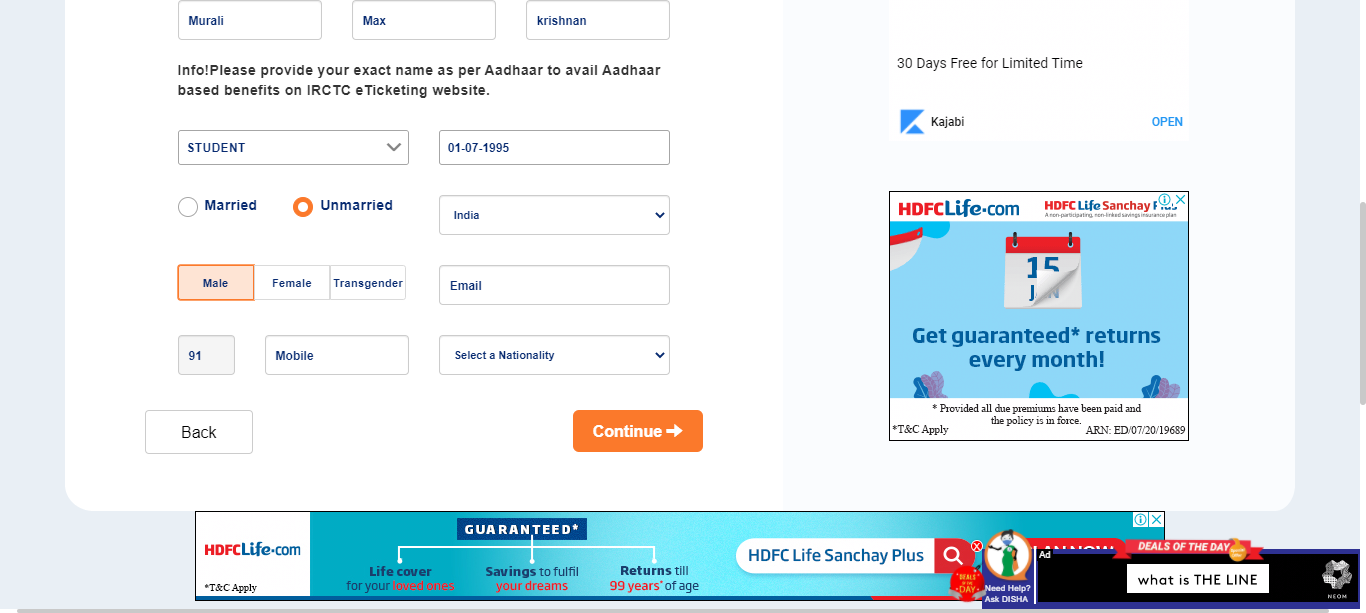 Murali Max krishnan
Info!Please provide your exact name as per Aadhaar to avail Aadhaar
based benefits on IRCTC eTicketing website.
STUDENT 01-07-1995
Married Unmarried
India
Male Female Transgender
Email
91 Mobile Select a Nationality
Back Continue
30 Days Free for Limited Time
Kajabi OPEN
HDFCLife.com HDFC Life Sanchay
A non-participating, non-linked savings insurance plan
15
Get guaranteed* returns
every month!
* Provided all due premiums have been paid and
the policy is in force.
*T&C Apply ARN: ED/07/20/19689
GUARANTEED*
HDFCLife.com
*T&C Apply
Life cover
for your loved ones
Savings to fulfil
your dreams
Returns till
99 years* of age
HDFC Life Sanchay Plus
DEALS OF THE DAY
Need Help?
Ask DISHA
Ad
DEALS OF THE DAY
what is THE LINE
NEOM